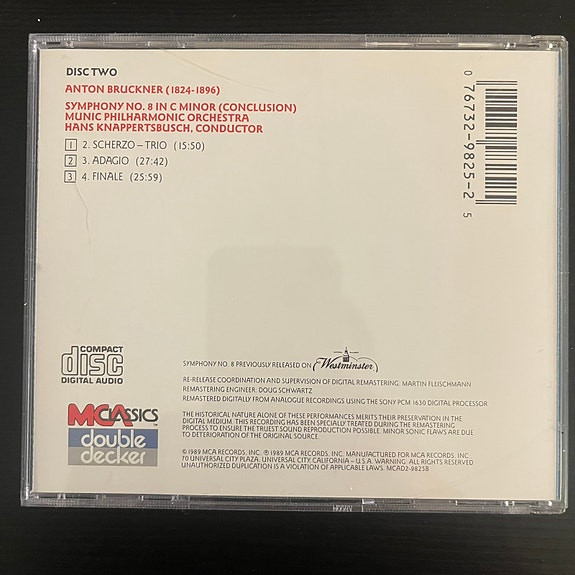 DISC TWO
ANTON BRUCKNER (1824-1896)
SYMPHONY NO. 8 IN C MINOR (CONCLUSION)
MUNIC PHILHARMONIC ORCHESTRA
HANS KNAPPERTSBUSCH, CONDUCTOR
1 2. SCHERZO – TRIO (15:50)
2 3. ADAGIO (27:42)
3 4. FINALE (25:59)
0 76732-9825-2 5
COMPACT
disc
DIGITAL AUDIO
SYMPHONY NO. 8 PREVIOUSLY RELEASED ON Westminster
RE-RELEASE COORDINATION AND SUPERVISION OF DIGITAL REMASTERING: MARTIN FLEISCHMANN
REMASTERING ENGINEER: DOUG SCHWARTZ
REMASTERED DIGITALLY FROM ANALOGUE RECORDINGS USING THE SONY PCM 1630 DIGITAL PROCESSOR
MCA CLASSICS
double
decker
THE HISTORICAL NATURE ALONE OF THESE PERFORMANCES MERITS THEIR PRESERVATION IN THE
DIGITAL MEDIUM. THIS RECORDING HAS BEEN SPECIALLY TREATED DURING THE REMASTERING
PROCESS TO ENSURE THE TRUEST SOUND REPRODUCTION POSSIBLE. MINOR SONIC FLAWS ARE DUE
TO DETERIORATION OF THE ORIGINAL SOURCE.
© 1989 MCA RECORDS, INC. ℗ 1989 MCA RECORDS, INC. MANUFACTURED FOR MCA RECORDS, INC.
70 UNIVERSAL CITY PLAZA, UNIVERSAL CITY, CALIFORNIA – U.S.A. WARNING: ALL RIGHTS RESERVED.
UNAUTHORIZED DUPLICATION IS A VIOLATION OF APPLICABLE LAWS. MCAD2-9825B